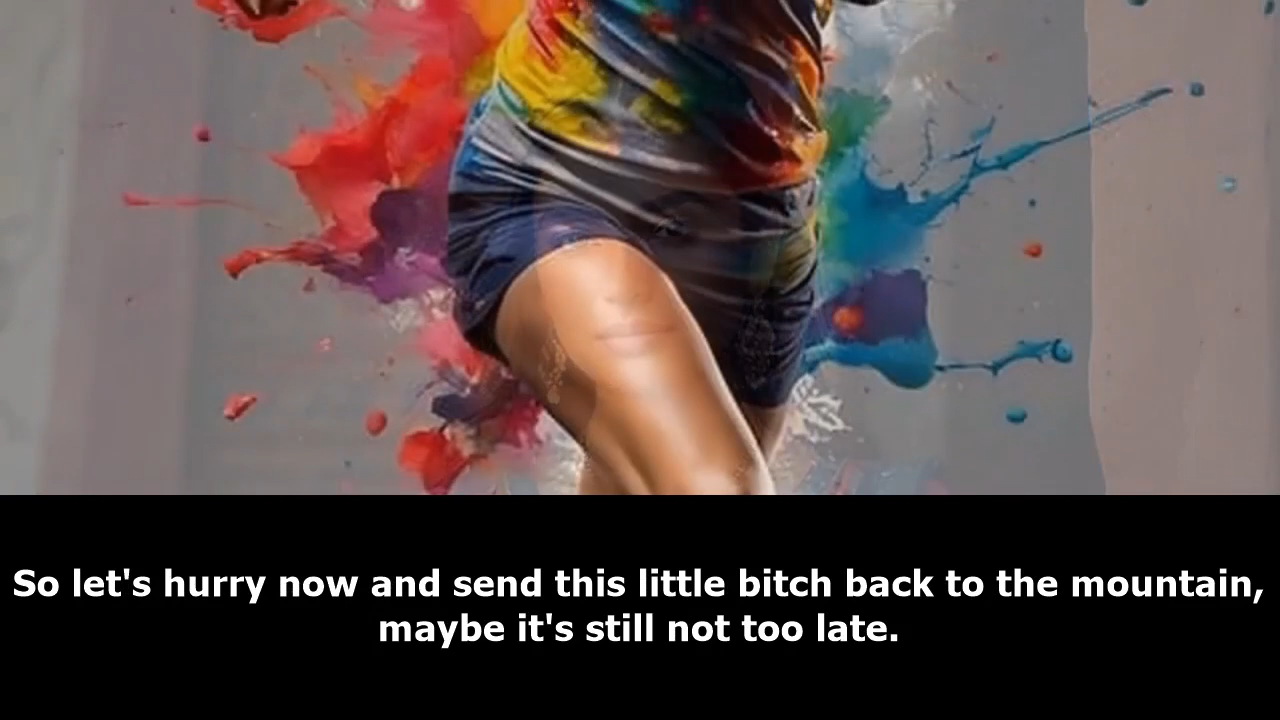 So let's hurry now and send this little bitch back to the mountain,
maybe it's still not too late.